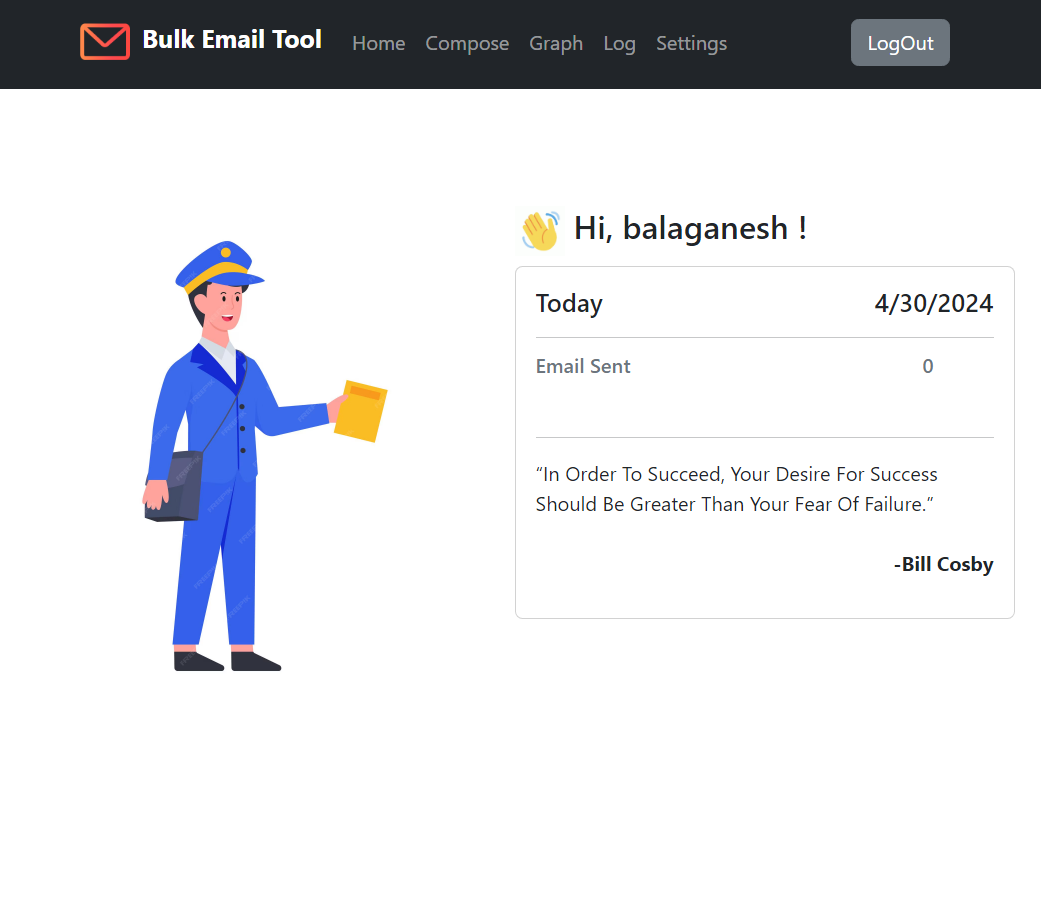 Bulk Email Tool Home Compose Graph Log Settings LogOut
Hi, balaganesh !
Today 4/30/2024
Email Sent 0
“In Order To Succeed, Your Desire For Success
Should Be Greater Than Your Fear Of Failure.”
-Bill Cosby